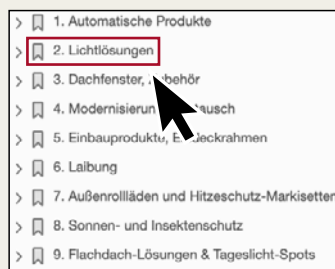 1. Automatische Produkte
2. Lichtlösungen
3. Dachfenster,
4. Modernisierun
5. Einbauprodukte,
6. Laibung
7. Außenrollläden und Hitzeschutz-Markisetten
8. Sonnen- und Insektenschutz
9. Flachdach-Lösungen & Tageslicht-Spots